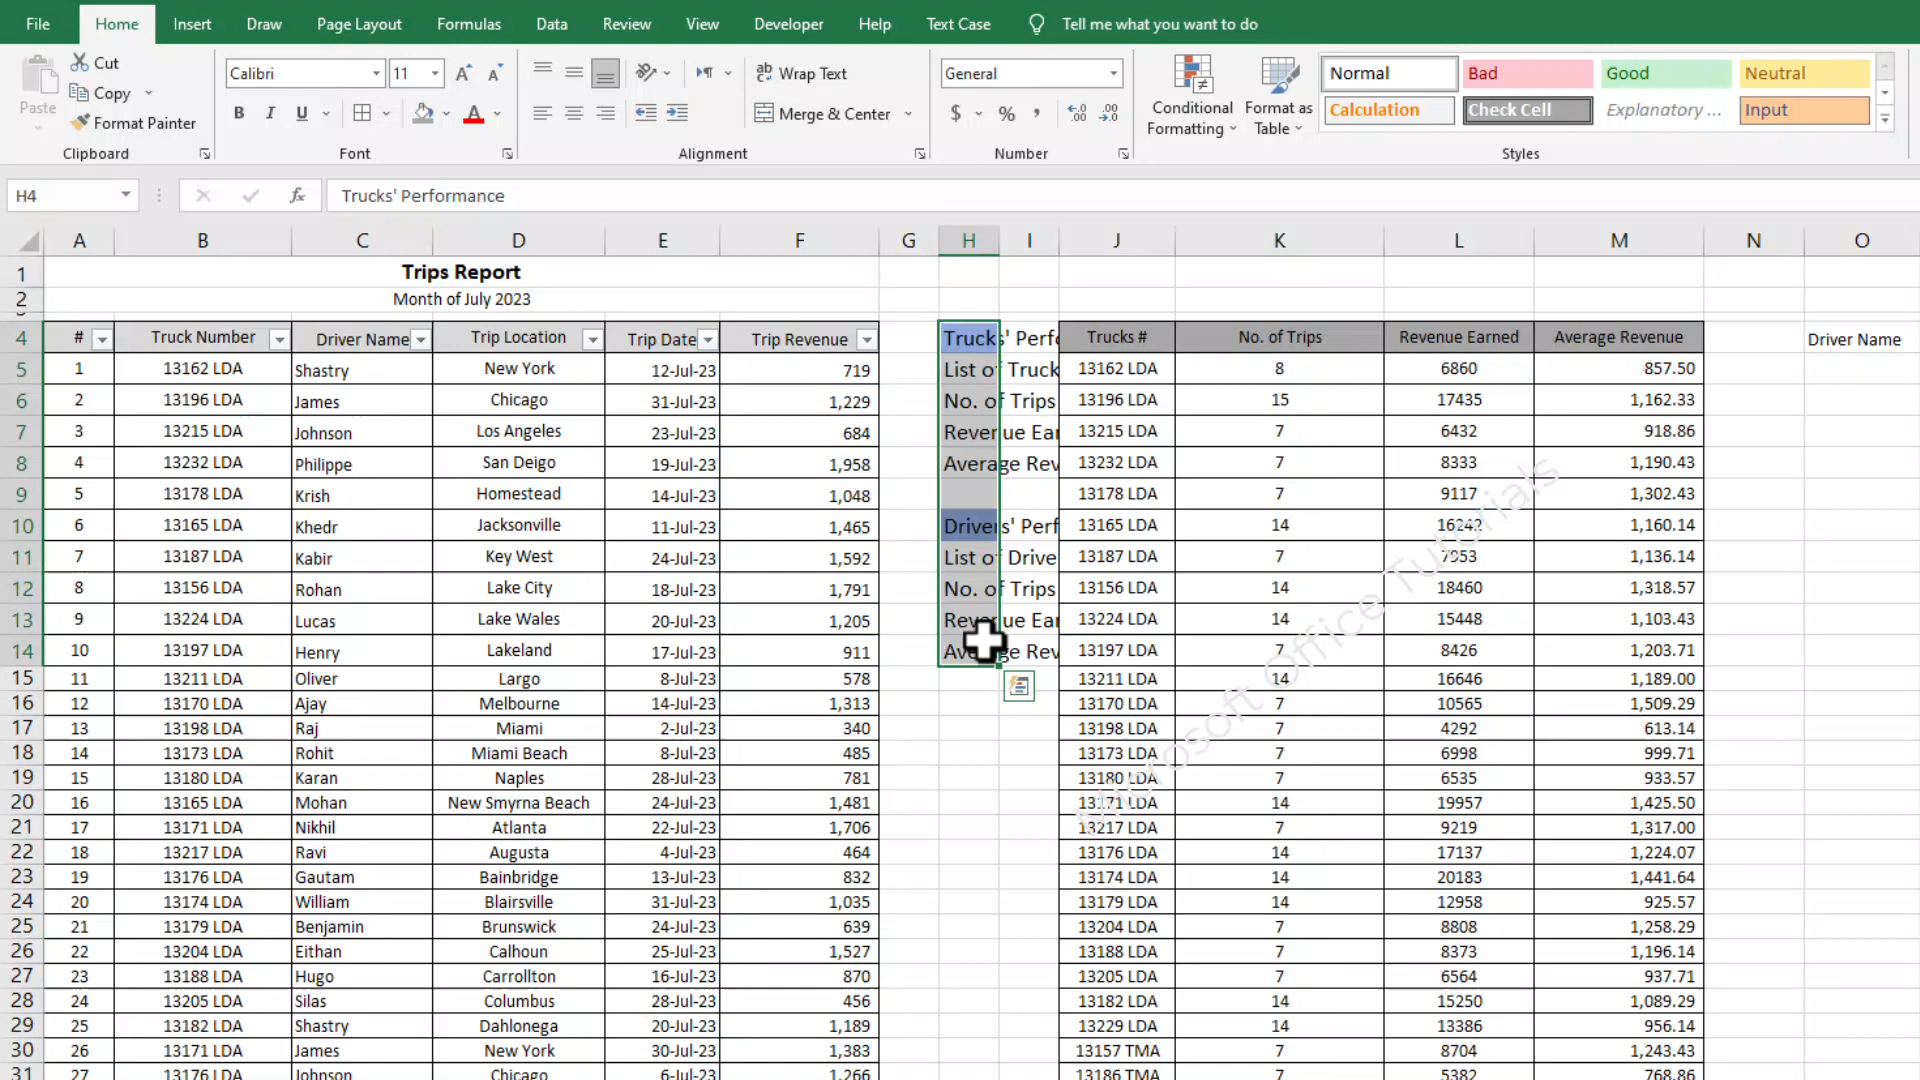 File Home Insert Draw Page Layout Formulas Data Review View Developer Help Text Case Tell me what you want to do
Paste Cut Copy Format Painter
Clipboard
Calibri 11 A A
B I U A
Font
ab Wrap Text
Merge & Center
Alignment
General
$ % , .00
Number
Conditional Formatting
Format as Table
Normal Bad Good Neutral
Calculation Check Cell Explanatory ... Input
Styles
H4 fx Trucks' Performance
A B C D E F G H I J K L M N O
1 Trips Report
2 Month of July 2023
4 # Truck Number Driver Name Trip Location Trip Date Trip Revenue Trucks' Perfo Trucks # No. of Trips Revenue Earned Average Revenue Driver Name
5 1 13162 LDA Shastry New York 12-Jul-23 719 List of Truck 13162 LDA 8 6860 857.50
6 2 13196 LDA James Chicago 31-Jul-23 1,229 No. of Trips 13196 LDA 15 17435 1,162.33
7 3 13215 LDA Johnson Los Angeles 23-Jul-23 684 Revenue Ear 13215 LDA 7 6432 918.86
8 4 13232 LDA Philippe San Deigo 19-Jul-23 1,958 Average Rev 13232 LDA 7 8333 1,190.43
9 5 13178 LDA Krish Homestead 14-Jul-23 1,048 13178 LDA 7 9117 1,302.43
10 6 13165 LDA Khedr Jacksonville 11-Jul-23 1,465 Drivers' Perf 13165 LDA 14 16242 1,160.14
11 7 13187 LDA Kabir Key West 24-Jul-23 1,592 List of Drive 13187 LDA 7 7953 1,136.14
12 8 13156 LDA Rohan Lake City 18-Jul-23 1,791 No. of Trips 13156 LDA 14 18460 1,318.57
13 9 13224 LDA Lucas Lake Wales 20-Jul-23 1,205 Revenue Ear 13224 LDA 14 15448 1,103.43
14 10 13197 LDA Henry Lakeland 17-Jul-23 911 Average Rev 13197 LDA 7 8426 1,203.71
15 11 13211 LDA Oliver Largo 8-Jul-23 578 13211 LDA 14 16646 1,189.00
16 12 13170 LDA Ajay Melbourne 14-Jul-23 1,313 13170 LDA 7 10565 1,509.29
17 13 13198 LDA Raj Miami 2-Jul-23 340 13198 LDA 7 4292 613.14
18 14 13173 LDA Rohit Miami Beach 8-Jul-23 485 13173 LDA 7 6998 999.71
19 15 13180 LDA Karan Naples 28-Jul-23 781 13180 LDA 7 6535 933.57
20 16 13165 LDA Mohan New Smyrna Beach 24-Jul-23 1,481 13171 LDA 14 19957 1,425.50
21 17 13171 LDA Nikhil Atlanta 22-Jul-23 1,706 13217 LDA 7 9219 1,317.00
22 18 13217 LDA Ravi Augusta 4-Jul-23 464 13176 LDA 14 17137 1,224.07
23 19 13176 LDA Gautam Bainbridge 13-Jul-23 832 13174 LDA 14 20183 1,441.64
24 20 13174 LDA William Blairsville 31-Jul-23 1,035 13179 LDA 14 12958 925.57
25 21 13179 LDA Benjamin Brunswick 24-Jul-23 639 13204 LDA 7 8808 1,258.29
26 22 13204 LDA Eithan Calhoun 25-Jul-23 1,527 13188 LDA 7 8373 1,196.14
27 23 13188 LDA Hugo Carrollton 16-Jul-23 870 13205 LDA 7 6564 937.71
28 24 13205 LDA Silas Columbus 28-Jul-23 456 13182 LDA 14 15250 1,089.29
29 25 13182 LDA Shastry Dahlonega 20-Jul-23 1,189 13229 LDA 14 13386 956.14
30 26 13171 LDA James New York 30-Jul-23 1,383 13157 TMA 7 8704 1,243.43
31 27 13176 LDA Johnson Chicago 6-Jul-23 1,266 13186 TMA 7 5382 768.86
Microsoft Office Tutorials